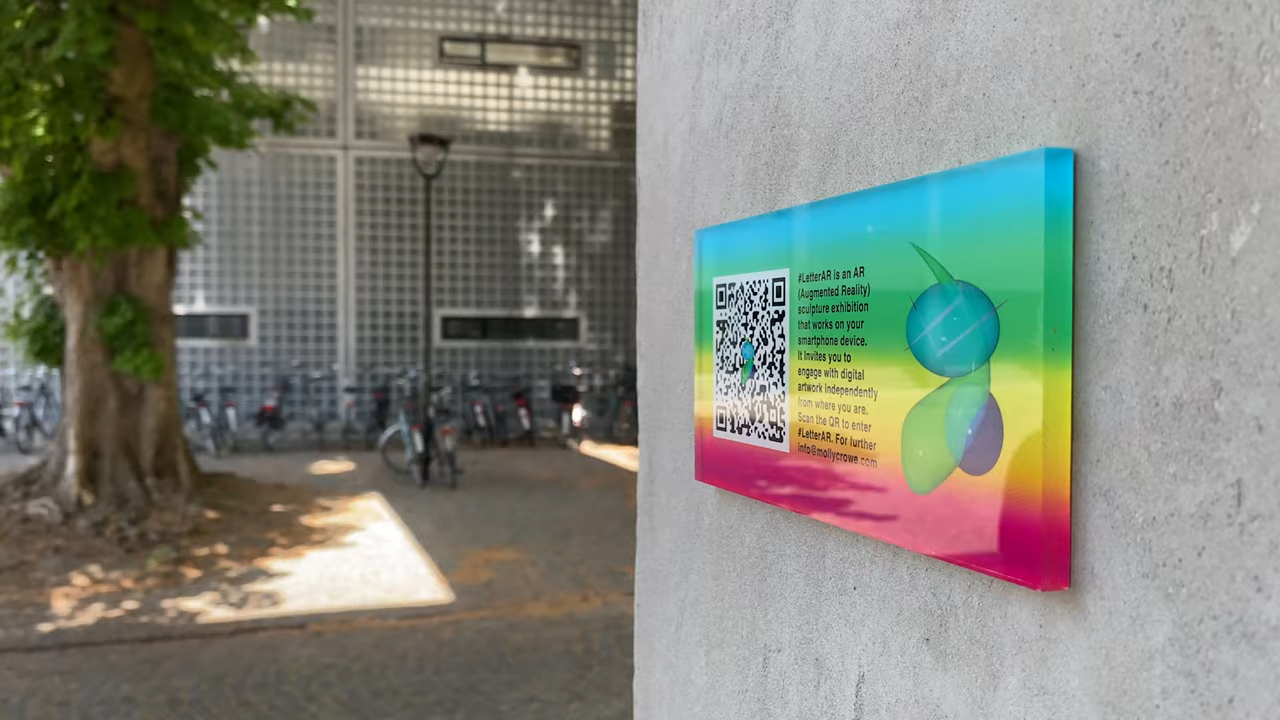 #LetterAR is an AR
(Augmented Reality)
sculpture exhibition
that works on your
smartphone device.
It invites you to
engage with digital
artwork independently
from where you are.
Scan the QR to enter
#LetterAR. For further
info@mollycrowe.com